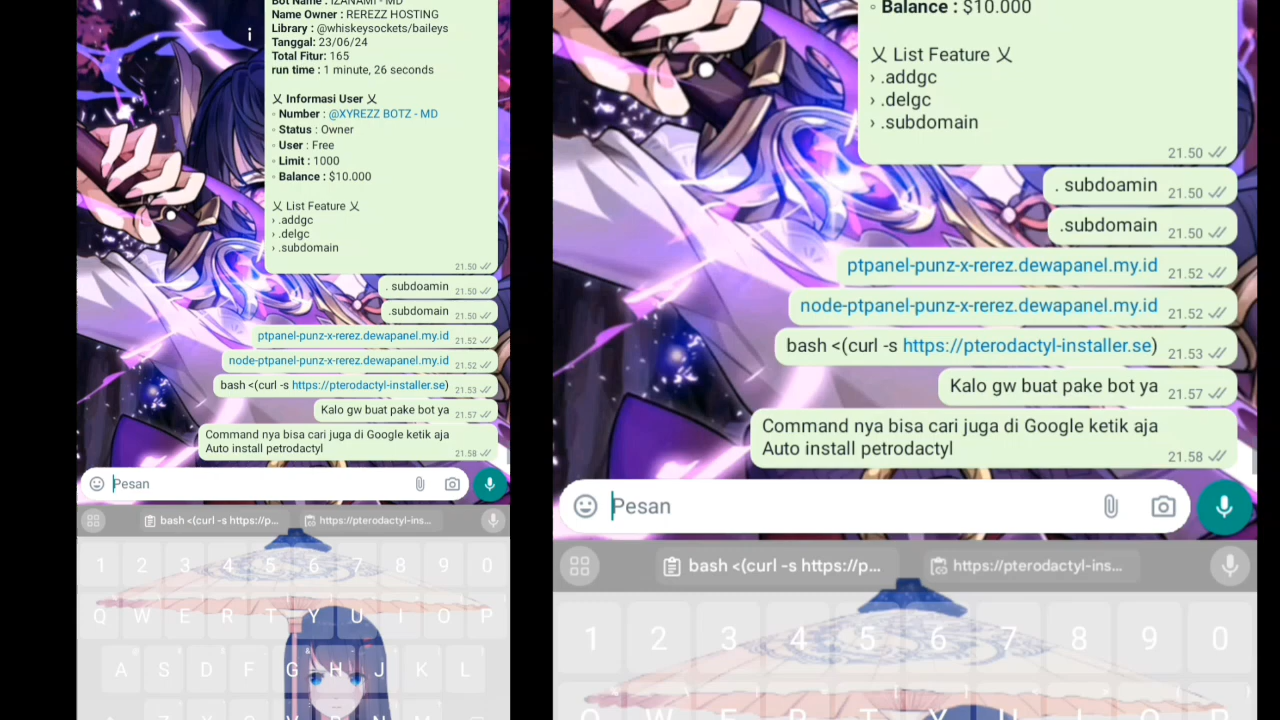 Bot Name : IZANAMI - MD
Name Owner : REREZZ HOSTING
Library : @whiskeysockets/baileys
Tanggal: 23/06/24
Total Fitur: 165
run time : 1 minute, 26 seconds
乂 Informasi User 乂
◦ Number : @XYREZZ BOTZ - MD
◦ Status : Owner
◦ User : Free
◦ Limit : 1000
◦ Balance : $10.000
乂 List Feature 乂
› .addgc
› .delgc
› .subdomain
21.50
. subdoamin 21.50
.subdomain 21.50
ptpanel-punz-x-rerez.dewapanel.my.id 21.52
node-ptpanel-punz-x-rerez.dewapanel.my.id 21.52
bash <(curl -s https://pterodactyl-installer.se) 21.53
Kalo gw buat pake bot ya 21.57
Command nya bisa cari juga di Google ketik aja
Auto install petrodactyl 21.58
Pesan
bash <(curl -s https://p... https://pterodactyl-ins...
1 2 3 4 5 6 7 8 9 0
Q W E R T Y U I O P
A S D F G H J K L
◦ Balance : $10.000
乂 List Feature 乂
› .addgc
› .delgc
› .subdomain
21.50
. subdoamin 21.50
.subdomain 21.50
ptpanel-punz-x-rerez.dewapanel.my.id 21.52
node-ptpanel-punz-x-rerez.dewapanel.my.id 21.52
bash <(curl -s https://pterodactyl-installer.se) 21.53
Kalo gw buat pake bot ya 21.57
Command nya bisa cari juga di Google ketik aja
Auto install petrodactyl 21.58
Pesan
bash <(curl -s https://p... https://pterodactyl-ins...
1 2 3 4 5 6 7 8 9 0
Q W E R T Y U I O P